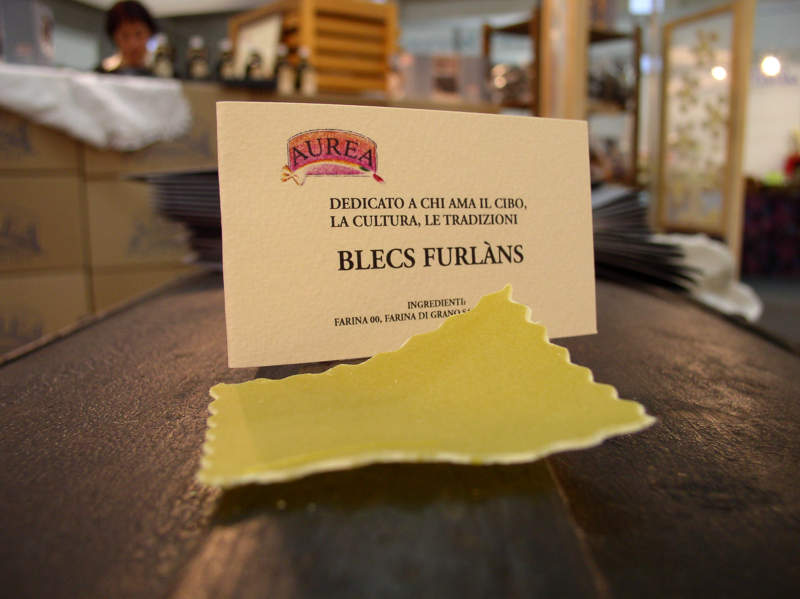 AUREA
DEDICATO A CHI AMA IL CIBO,
LA CULTURA, LE TRADIZIONI
BLECS FURLÀNS
INGREDIENTI:
FARINA 00, FARINA DI GRANO